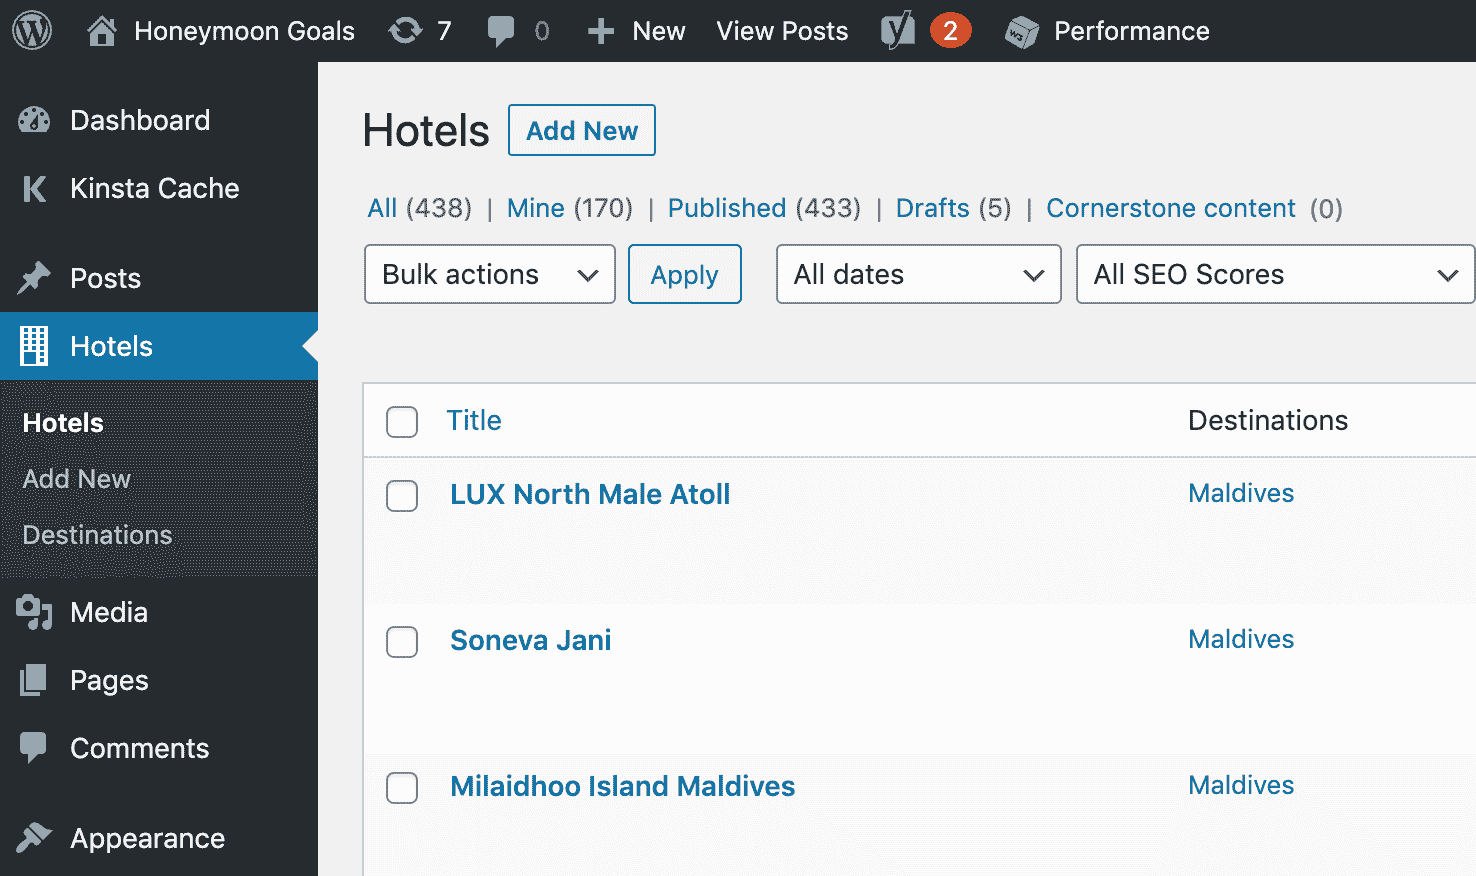 Honeymoon Goals 7 0 New View Posts 2 W3 Performance
Dashboard
Kinsta Cache
Posts
Hotels
Hotels
Add New
Destinations
Media
Pages
Comments
Appearance
Hotels Add New
All (438) | Mine (170) | Published (433) | Drafts (5) | Cornerstone content (0)
Bulk actions Apply All dates All SEO Scores
Title Destinations
LUX North Male Atoll Maldives
Soneva Jani Maldives
Milaidhoo Island Maldives Maldives